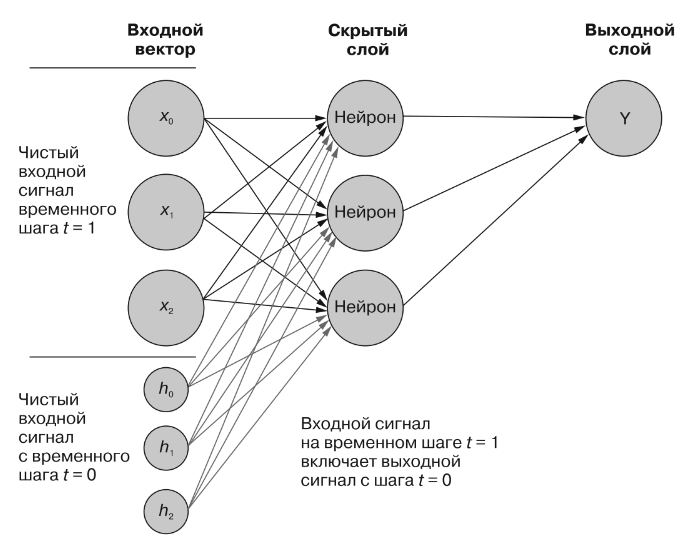 Входной
вектор
Скрытый
слой
Выходной
слой
x₀
Нейрон
Y
Чистый
входной
сигнал
временного
шага t = 1
x₁
Нейрон
x₂
Нейрон
Чистый
входной
сигнал
с временного
шага t = 0
h₀
h₁
h₂
Входной сигнал
на временном шаге t = 1
включает выходной
сигнал с шага t = 0